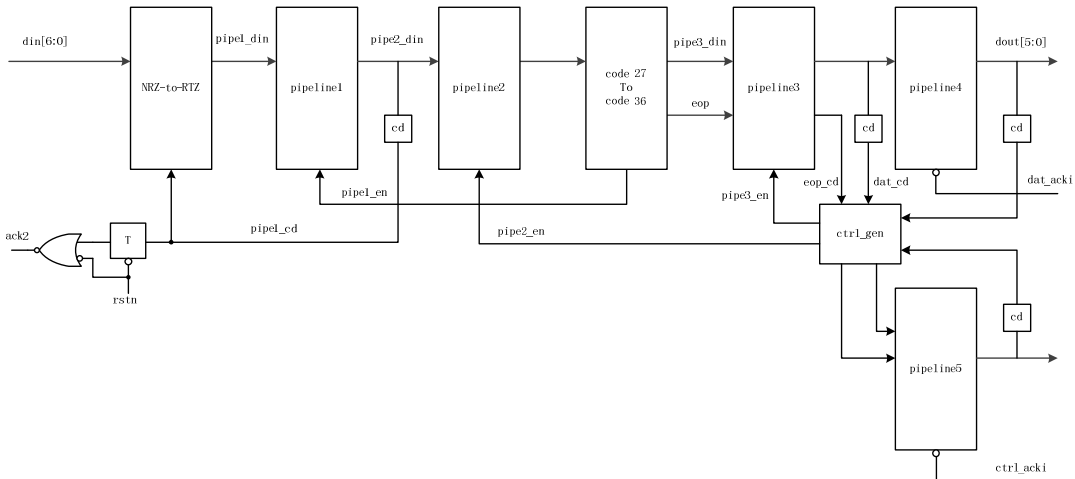 din[6:0]
NRZ-to-RTZ
pipe1_din
pipeline1
pipe2_din
cd
pipeline2
code 27
To
code 36
pipe3_din
eop
pipeline3
cd
pipeline4
dout[5:0]
cd
pipe1_en
pipe3_en
eop_cd
dat_cd
dat_acki
ack2
T
pipe1_cd
pipe2_en
ctrl_gen
rstn
cd
pipeline5
ctrl_acki